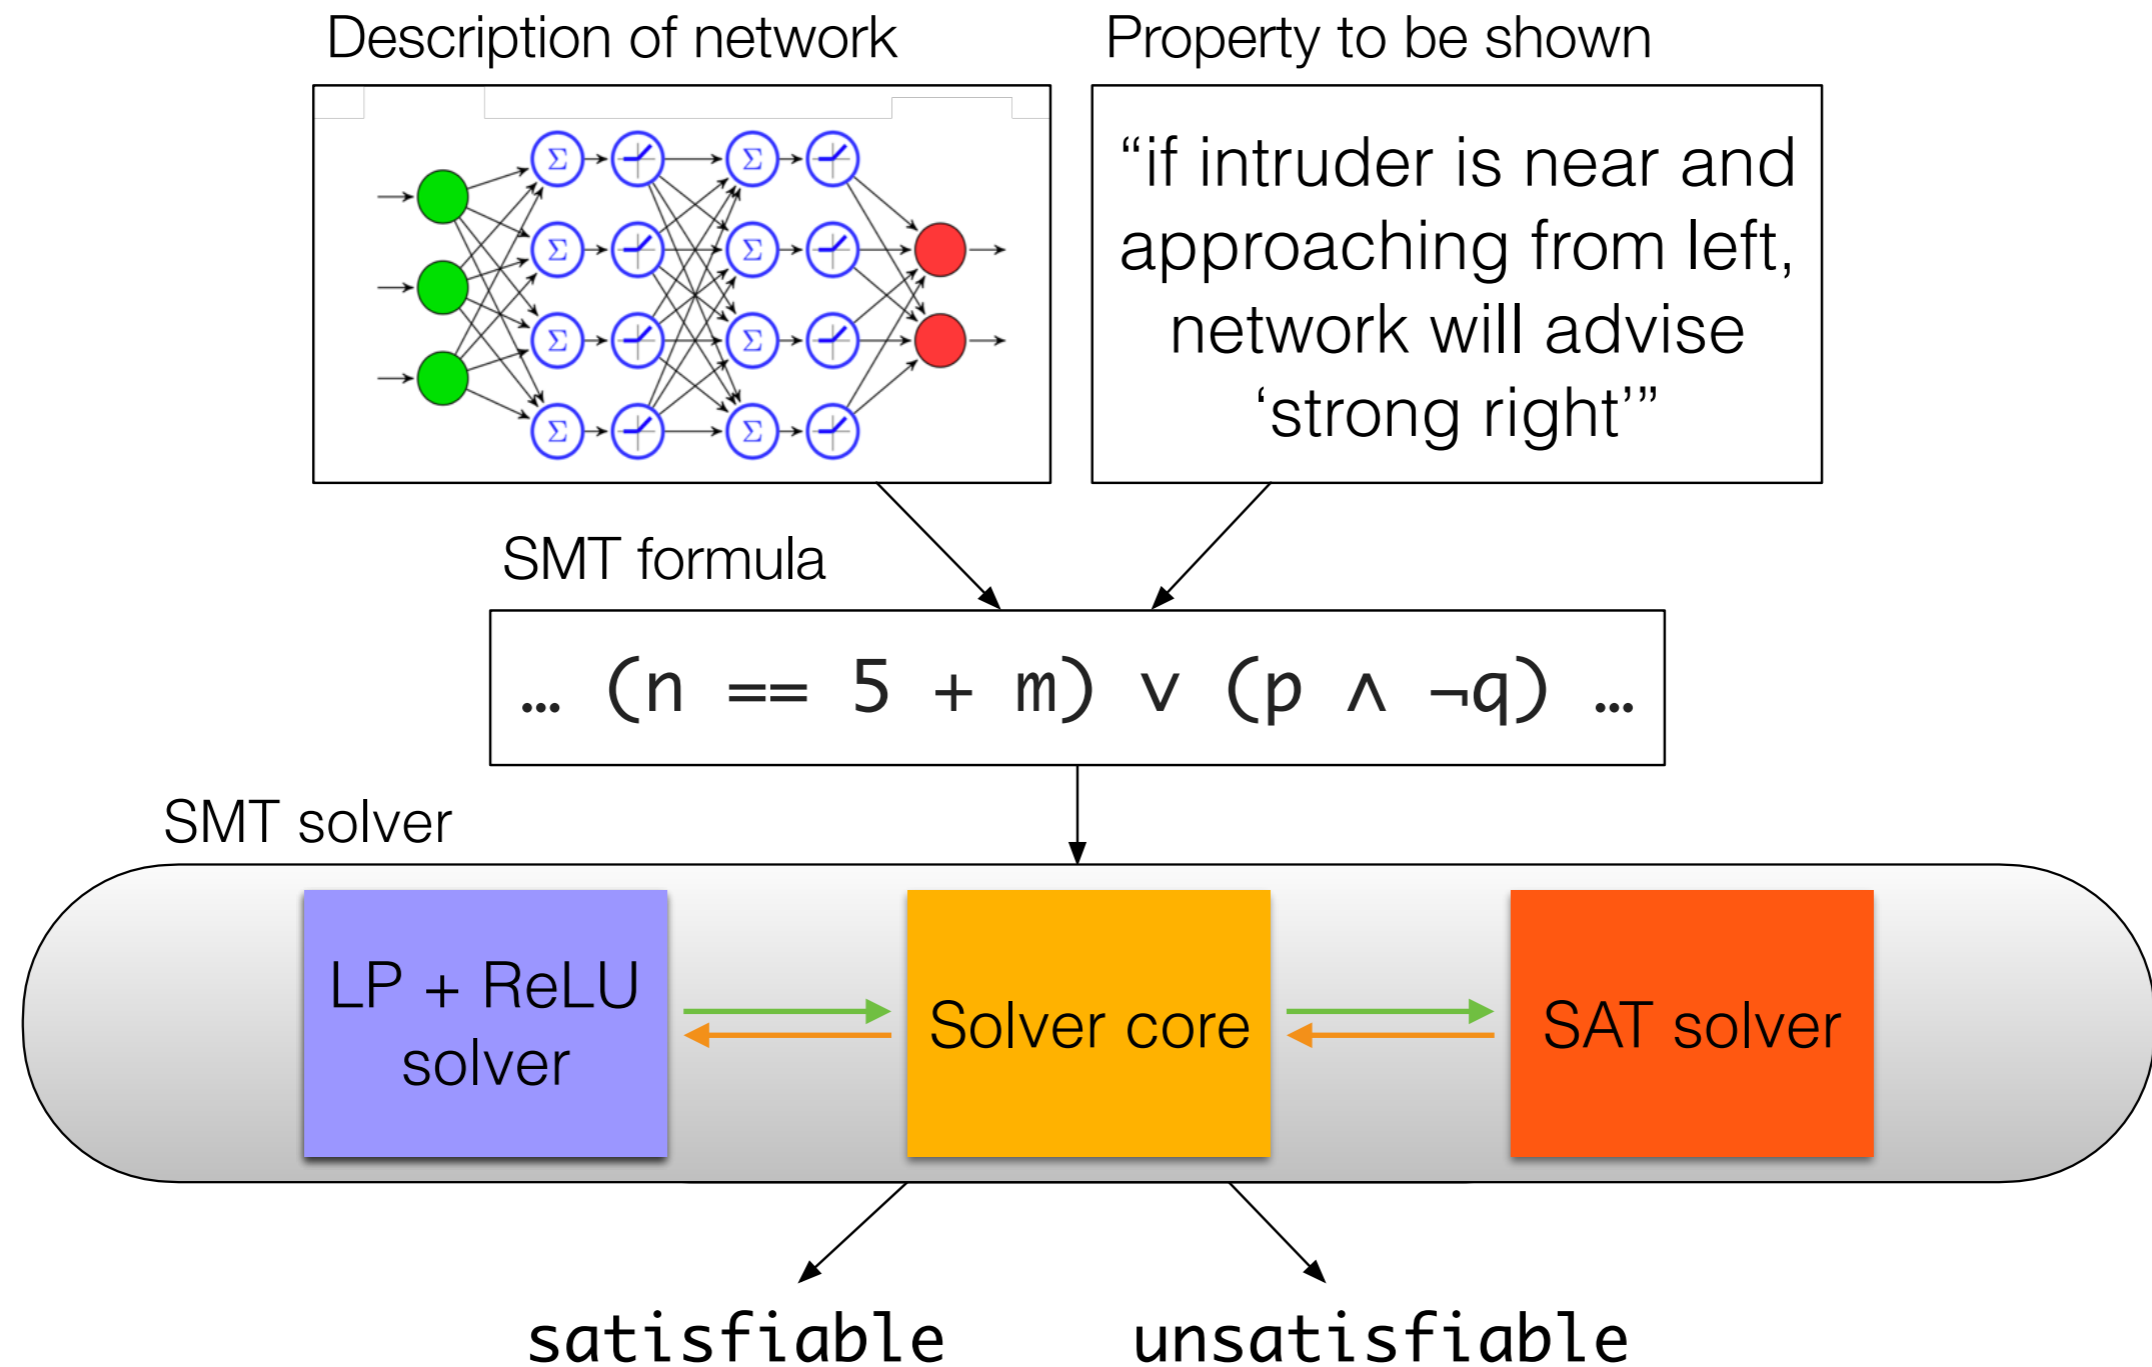 Description of network
Property to be shown
Σ
Σ
Σ
Σ
Σ
Σ
Σ
Σ
“if intruder is near and
approaching from left,
network will advise
‘strong right’”
SMT formula
… (n == 5 + m) ∨ (p ∧ ¬q) …
SMT solver
LP + ReLU
solver
Solver core
SAT solver
satisfiable
unsatisfiable